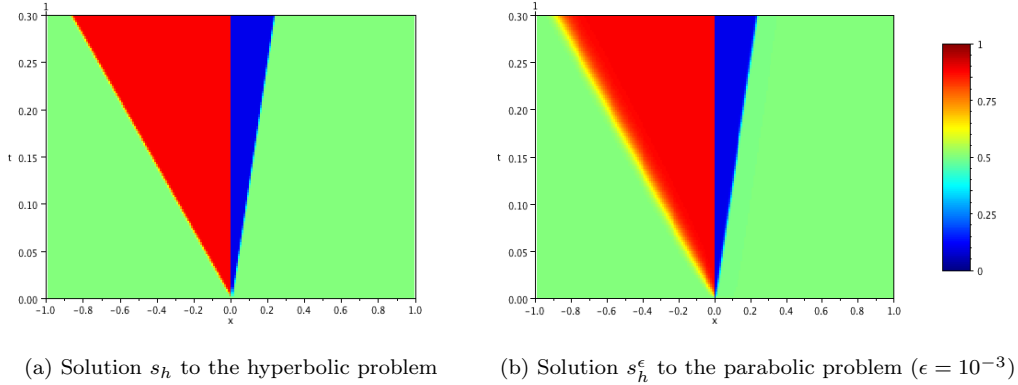 1
0.30
0.25
0.20
t 0.15
0.10
0.05
0.00
−1.0 −0.8 −0.6 −0.4 −0.2 0.0 0.2 0.4 0.6 0.8 1.0
x
1
0.30
0.25
0.20
t 0.15
0.10
0.05
0.00
−1.0 −0.8 −0.6 −0.4 −0.2 0.0 0.2 0.4 0.6 0.8 1.0
x
1
0.75
0.5
0.25
0
(a) Solution $s_h$ to the hyperbolic problem
(b) Solution $s_h^\epsilon$ to the parabolic problem ($\epsilon = 10^{-3}$)